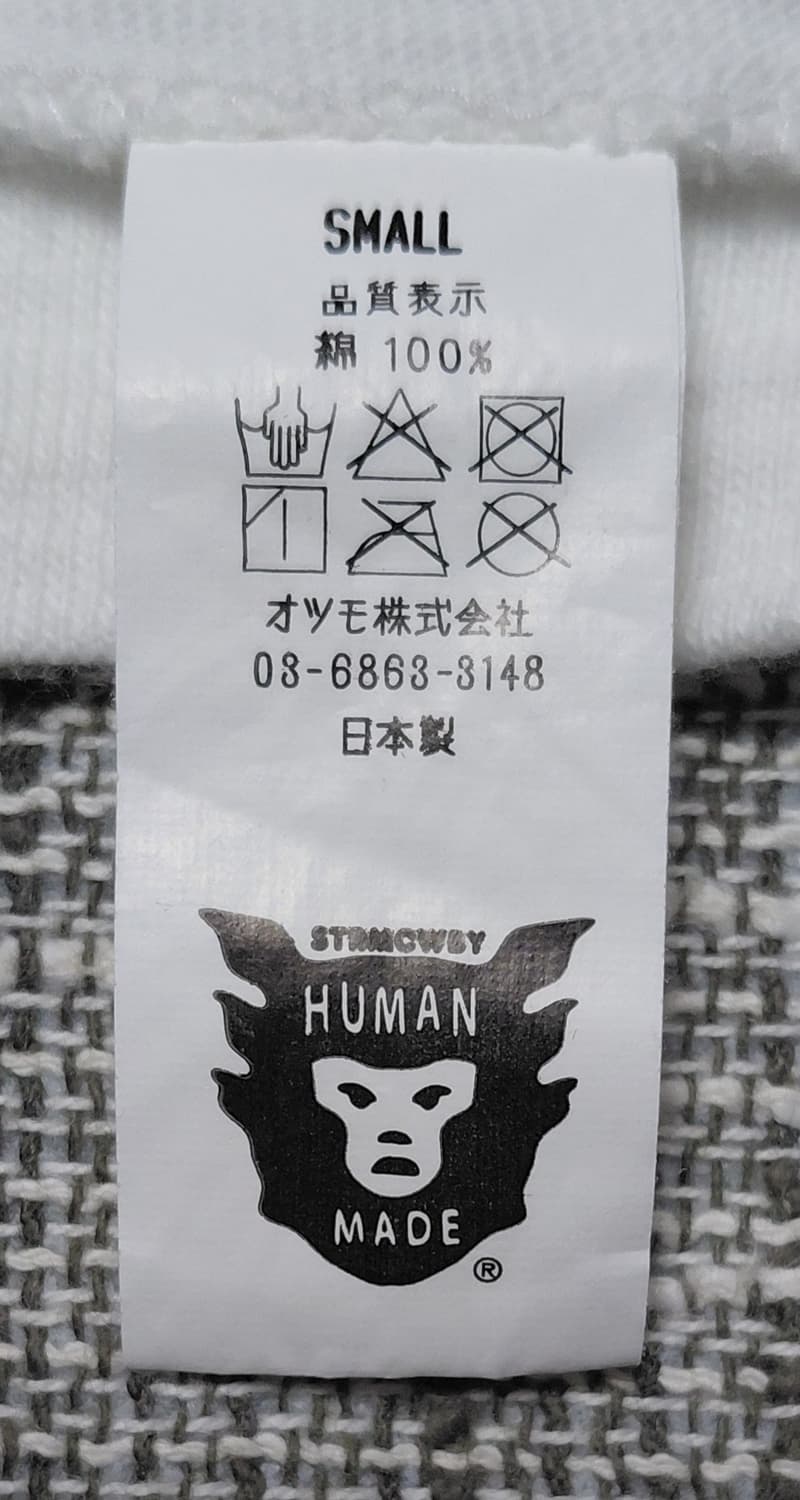 SMALL
品質表示
綿 100%
オツモ株式会社
03-6863-3148
日本製
STRMCWBY
HUMAN
MADE
®